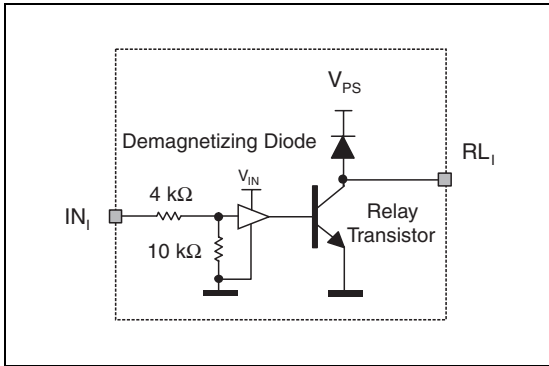 V_PS
Demagnetizing Diode
RL_I
V_IN
4 kΩ
IN_I
Relay
Transistor
10 kΩ